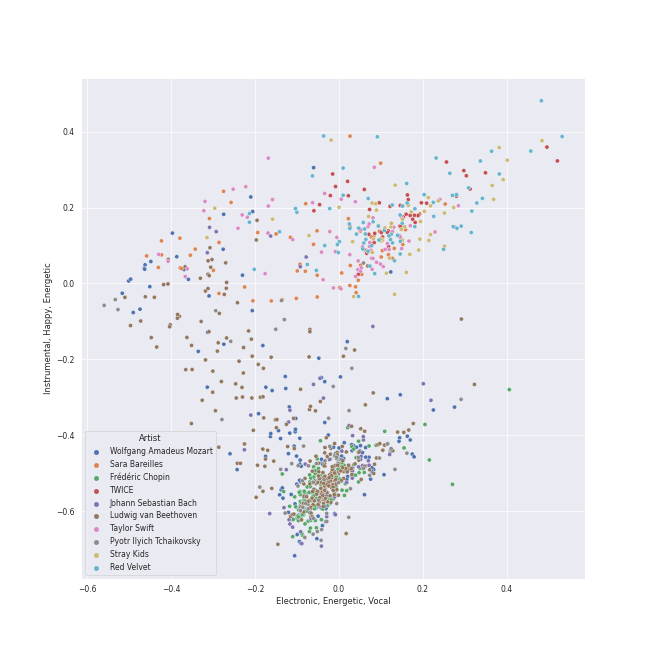 0.4
0.2
0.0
−0.2
−0.4
−0.6
Instrumental, Happy, Energetic
Artist
Wolfgang Amadeus Mozart
Sara Bareilles
Frédéric Chopin
TWICE
Johann Sebastian Bach
Ludwig van Beethoven
Taylor Swift
Pyotr Ilyich Tchaikovsky
Stray Kids
Red Velvet
−0.6 −0.4 −0.2 0.0 0.2 0.4
Electronic, Energetic, Vocal